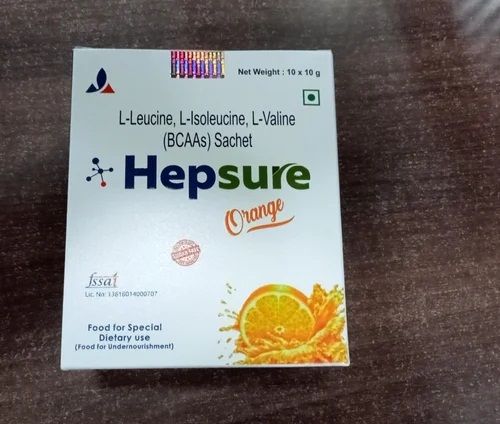 Net Weight : 10 x 10 g
L-Leucine, L-Isoleucine, L-Valine
(BCAAs) Sachet
Hepsure
Orange
fssai
Lic. No: 13616014000707
Food for Special
Dietary use
(Food for Undernourishment)